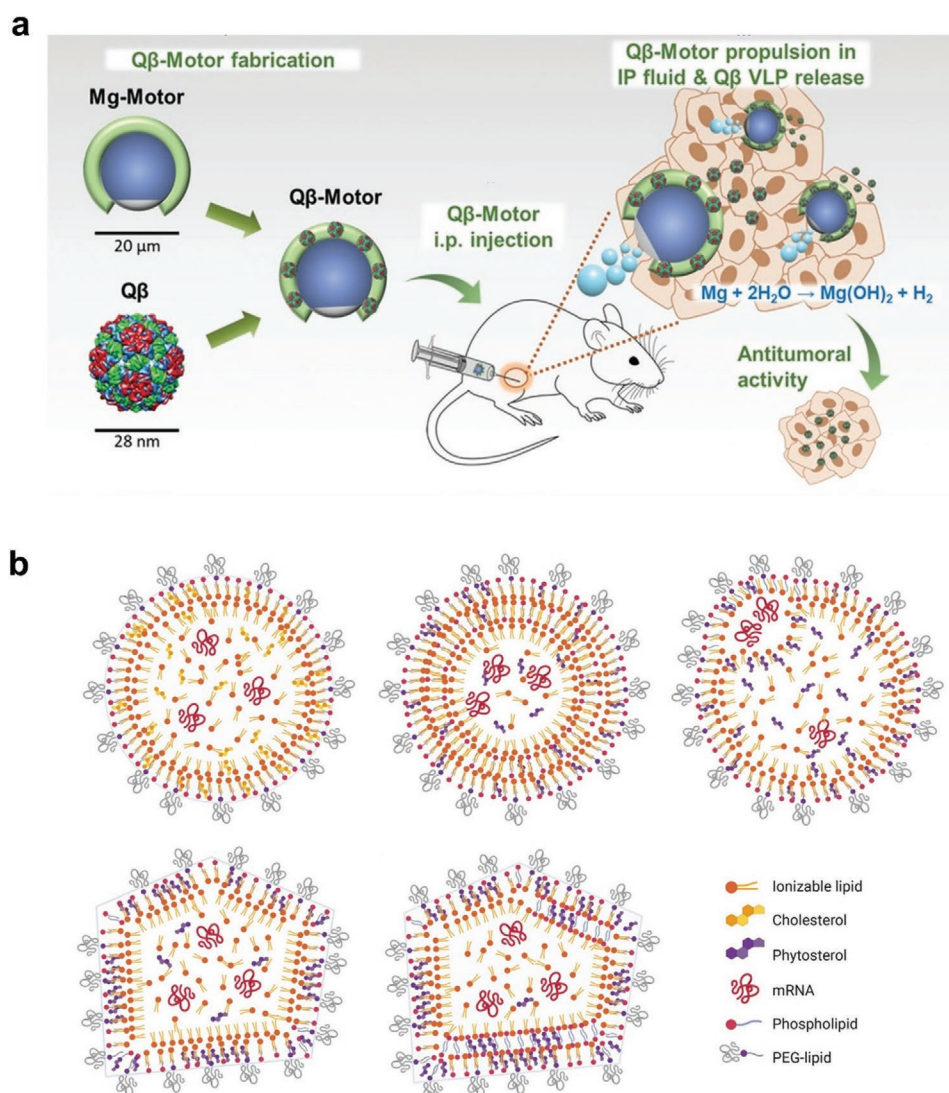 a
Qβ-Motor fabrication
Qβ-Motor propulsion in
IP fluid & Qβ VLP release
Mg-Motor
20 µm
Qβ
28 nm
Qβ-Motor
Qβ-Motor
i.p. injection
Mg + 2H₂O → Mg(OH)₂ + H₂
Antitumoral
activity
b
Ionizable lipid
Cholesterol
Phytosterol
mRNA
Phospholipid
PEG-lipid